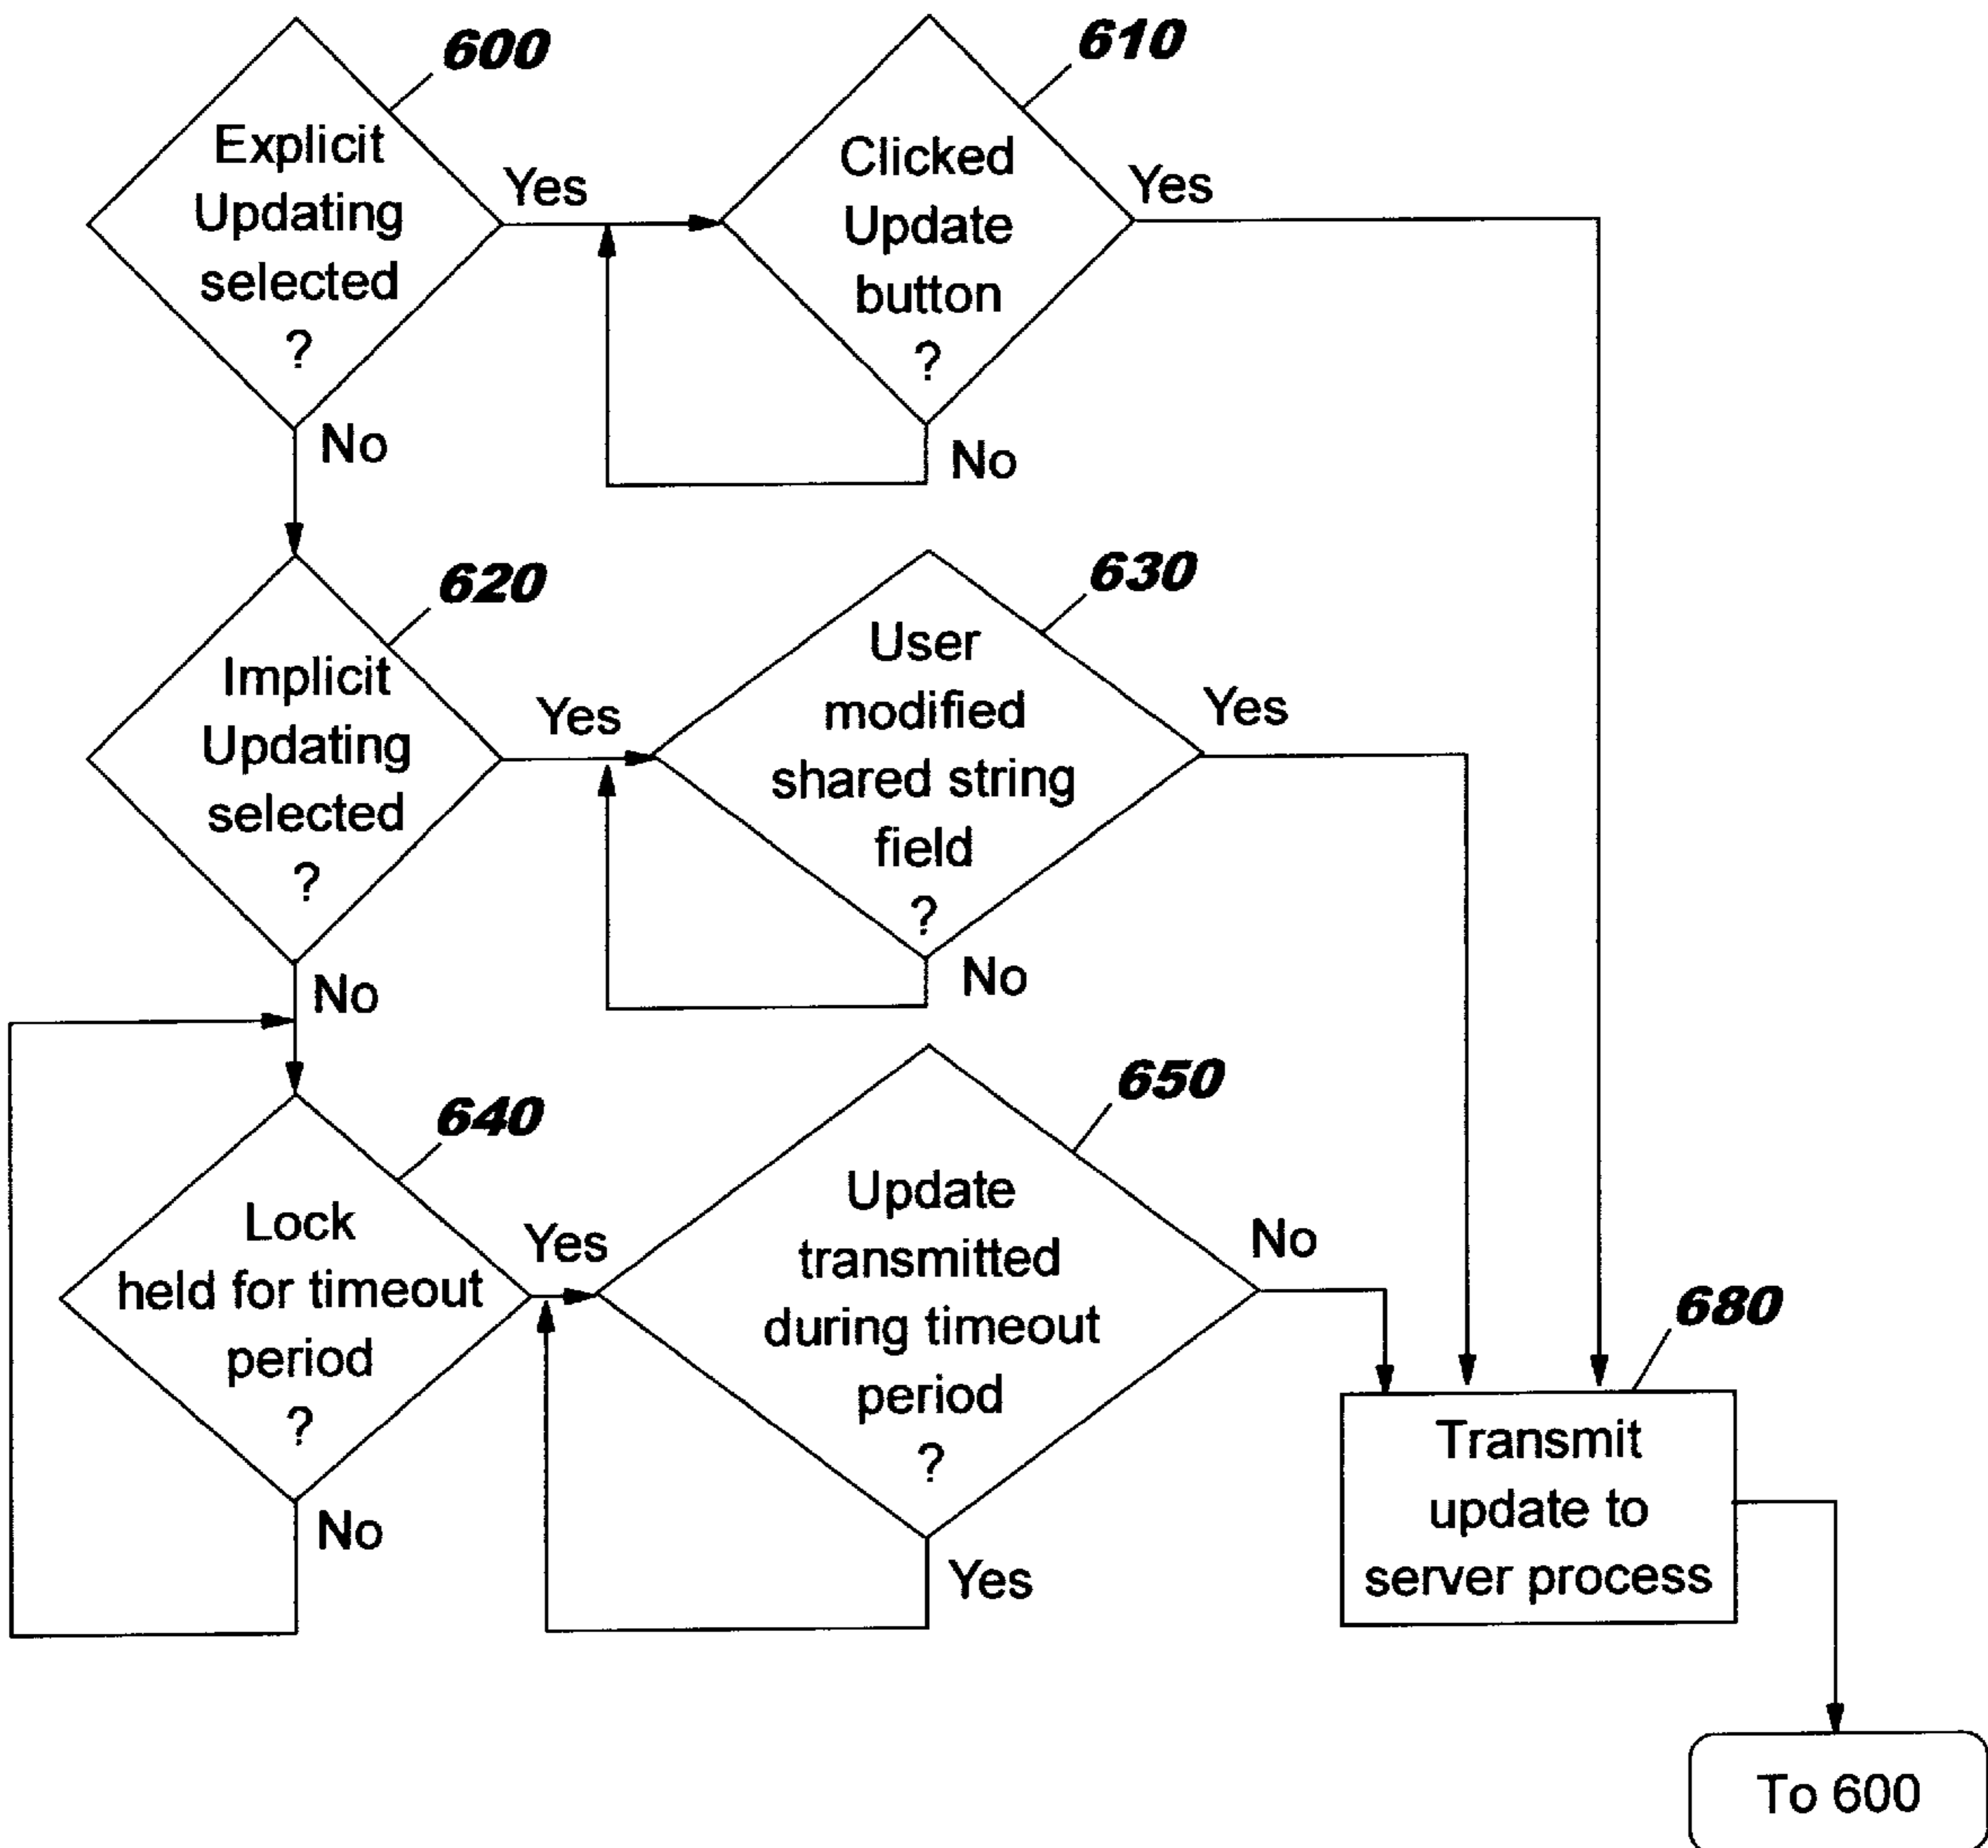 600
Explicit
Updating
selected
?
Yes
No
610
Clicked
Update
button
?
Yes
No
620
Implicit
Updating
selected
?
Yes
No
630
User
modified
shared string
field
?
Yes
No
640
Lock
held for timeout
period
?
Yes
No
650
Update
transmitted
during timeout
period
?
No
Yes
680
Transmit
update to
server process
To 600